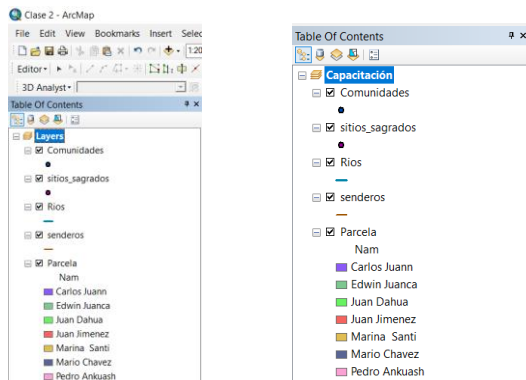 Clase 2 - ArcMap
File Edit View Bookmarks Insert Selec
1:20
Editor
3D Analyst
Table Of Contents
Layers
Comunidades
sitios_sagrados
Rios
senderos
Parcela
Nam
Carlos Juann
Edwin Juanca
Juan Dahua
Juan Jimenez
Marina Santi
Mario Chavez
Pedro Ankuash
Table Of Contents
Capacitación
Comunidades
sitios_sagrados
Rios
senderos
Parcela
Nam
Carlos Juann
Edwin Juanca
Juan Dahua
Juan Jimenez
Marina Santi
Mario Chavez
Pedro Ankuash